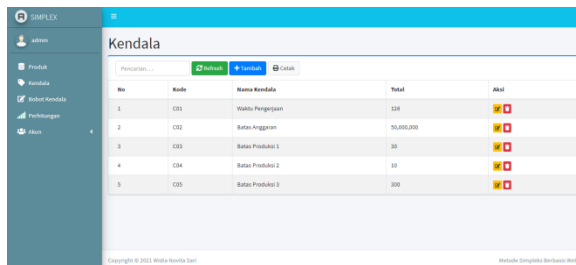 R SIMPLEX
admin
Produk
Kendala
Bobot Kendala
Perhitungan
Akun
Kendala
Pencarian...
Refresh
Tambah
Cetak
No Kode Nama Kendala Total Aksi
1 C01 Waktu Pengerjaan 126
2 C02 Batas Anggaran 50,000,000
3 C03 Batas Produksi 1 30
4 C04 Batas Produksi 2 10
5 C05 Batas Produksi 3 300
Copyright © 2021 Widia Novita Sari
Metode Simpleks Berbasis Web